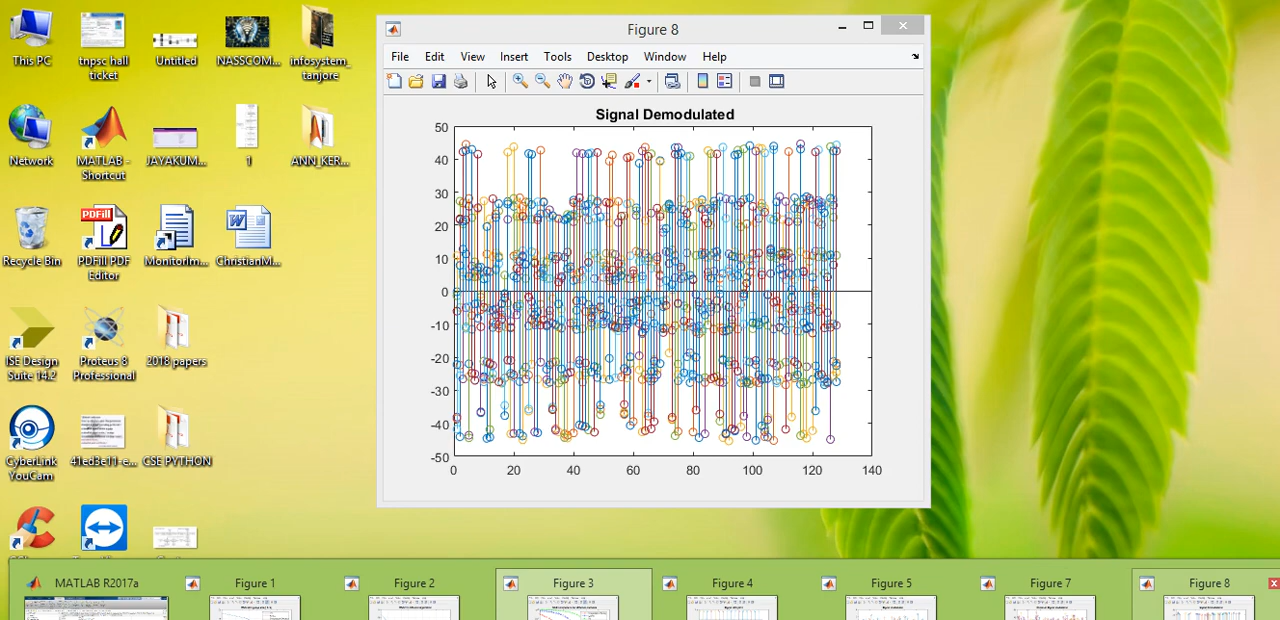 This PC
tnpsc hall
ticket
Untitled
NASSCOM...
infosystem_
tanjore
Network
MATLAB -
Shortcut
JAYAKUM...
1
ANN_KER...
Recycle Bin
PDFill
PDFill PDF
Editor
MonitorIm...
ChristianM...
ISE Design
Suite 14.2
Proteus 8
Professional
2018 papers
CyberLink
YouCam
41ed3e11-e...
CSE PYTHON
Figure 8
File Edit View Insert Tools Desktop Window Help
Signal Demodulated
50
40
30
20
10
0
-10
-20
-30
-40
-50
0 20 40 60 80 100 120 140
MATLAB R2017a Figure 1 Figure 2 Figure 3 Figure 4 Figure 5 Figure 7 Figure 8